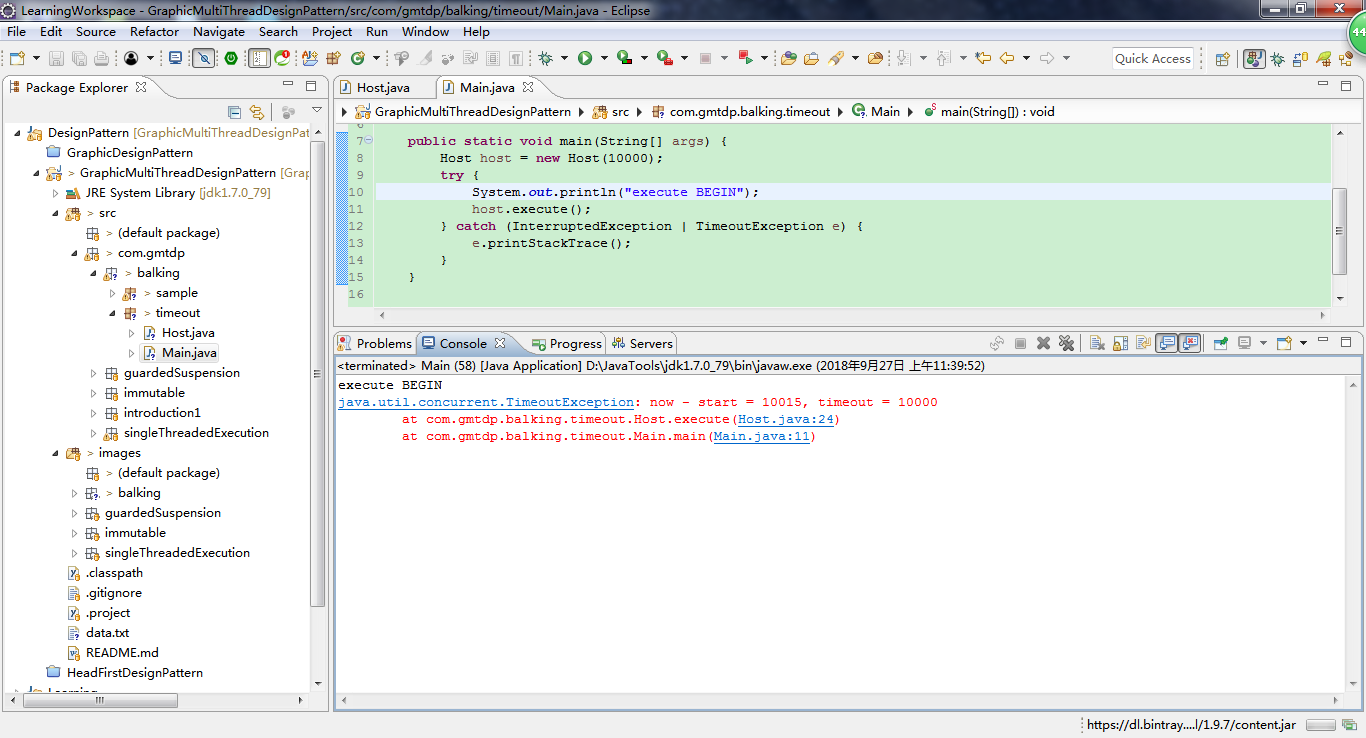 LearningWorkspace - GraphicMultiThreadDesignPattern/src/com/gmtdp/balking/timeout/Main.java - Eclipse
File Edit Source Refactor Navigate Search Project Run Window Help
44
Quick Access
Package Explorer
DesignPattern [GraphicMultiThreadDesignPat
GraphicDesignPattern
> GraphicMultiThreadDesignPattern [Grap
JRE System Library [jdk1.7.0_79]
> src
> (default package)
> com.gmtdp
> balking
> sample
> timeout
Host.java
Main.java
guardedSuspension
immutable
introduction1
singleThreadedExecution
> images
> (default package)
> balking
guardedSuspension
immutable
singleThreadedExecution
.classpath
.gitignore
.project
data.txt
README.md
HeadFirstDesignPattern
Host.java Main.java
GraphicMultiThreadDesignPattern src com.gmtdp.balking.timeout Main main(String[]) : void
7 public static void main(String[] args) {
8 Host host = new Host(10000);
9 try {
10 System.out.println("execute BEGIN");
11 host.execute();
12 } catch (InterruptedException | TimeoutException e) {
13 e.printStackTrace();
14 }
15 }
16
Problems Console Progress Servers
<terminated> Main (58) [Java Application] D:\JavaTools\jdk1.7.0_79\bin\javaw.exe (2018年9月27日 上午11:39:52)
execute BEGIN
java.util.concurrent.TimeoutException: now - start = 10015, timeout = 10000
at com.gmtdp.balking.timeout.Host.execute(Host.java:24)
at com.gmtdp.balking.timeout.Main.main(Main.java:11)
https://dl.bintray....l/1.9.7/content.jar